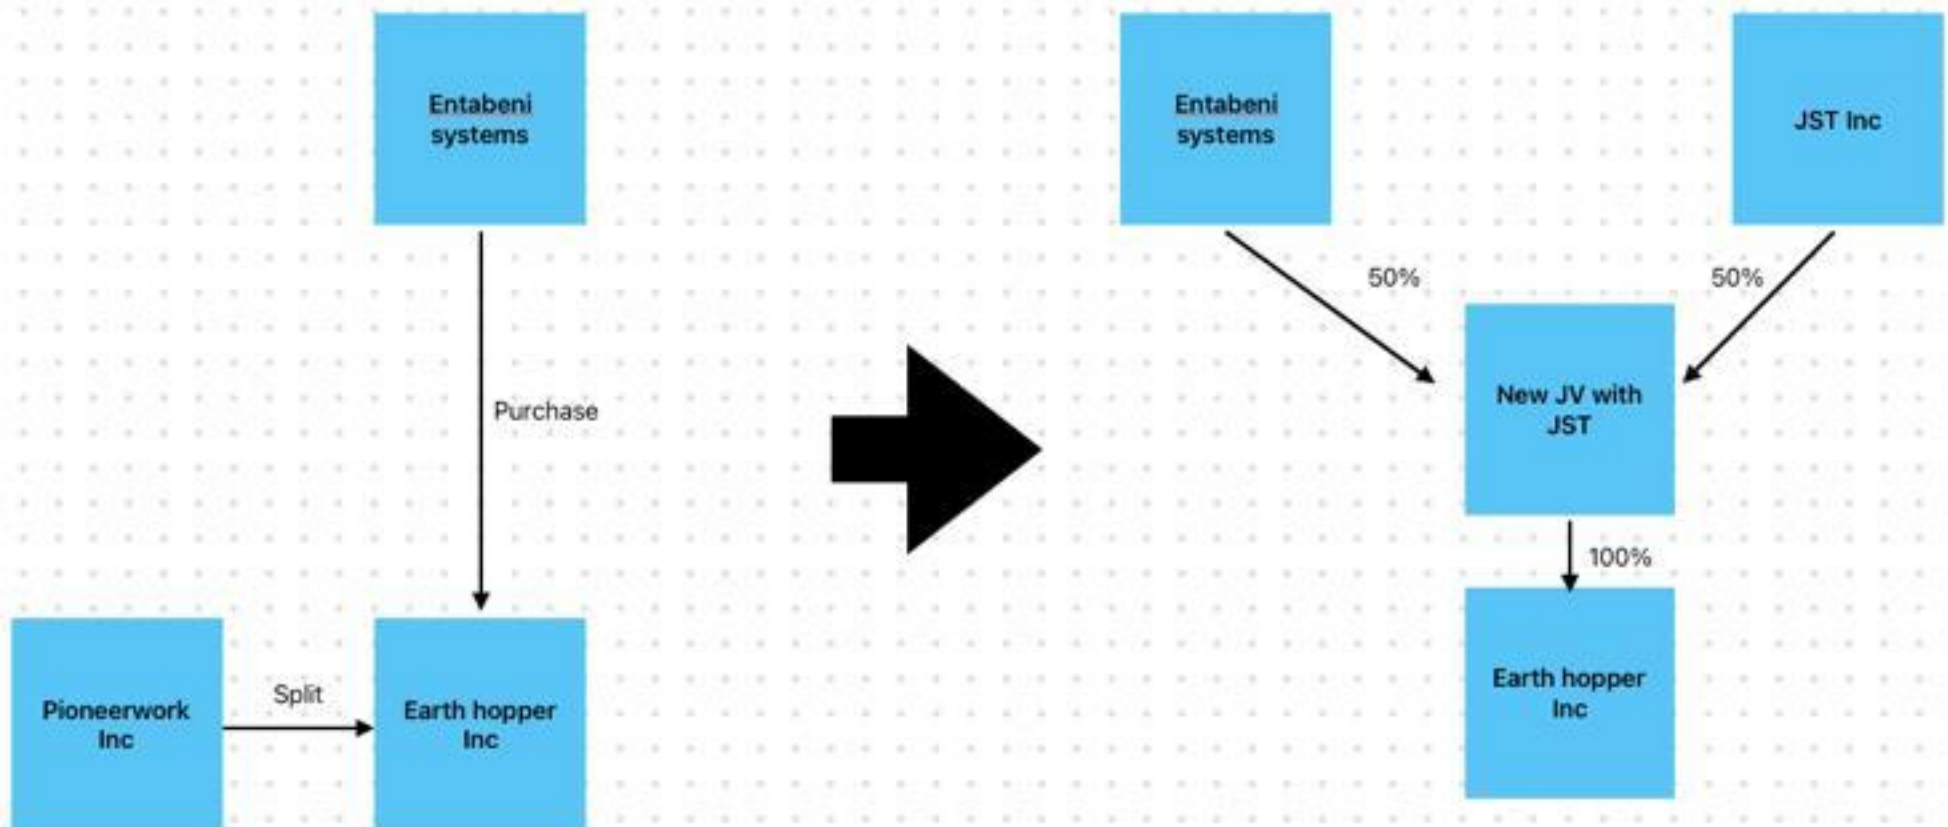 Entabeni
systems
Purchase
Pioneerwork
Inc
Split
Earth hopper
Inc
Entabeni
systems
JST Inc
50%
50%
New JV with
JST
100%
Earth hopper
Inc